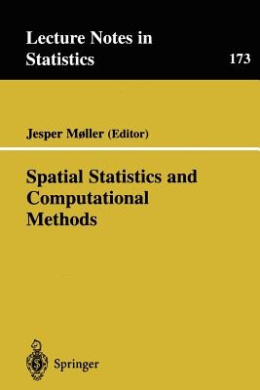 Lecture Notes in
Statistics
173
Jesper Møller (Editor)
Spatial Statistics and
Computational
Methods
Springer